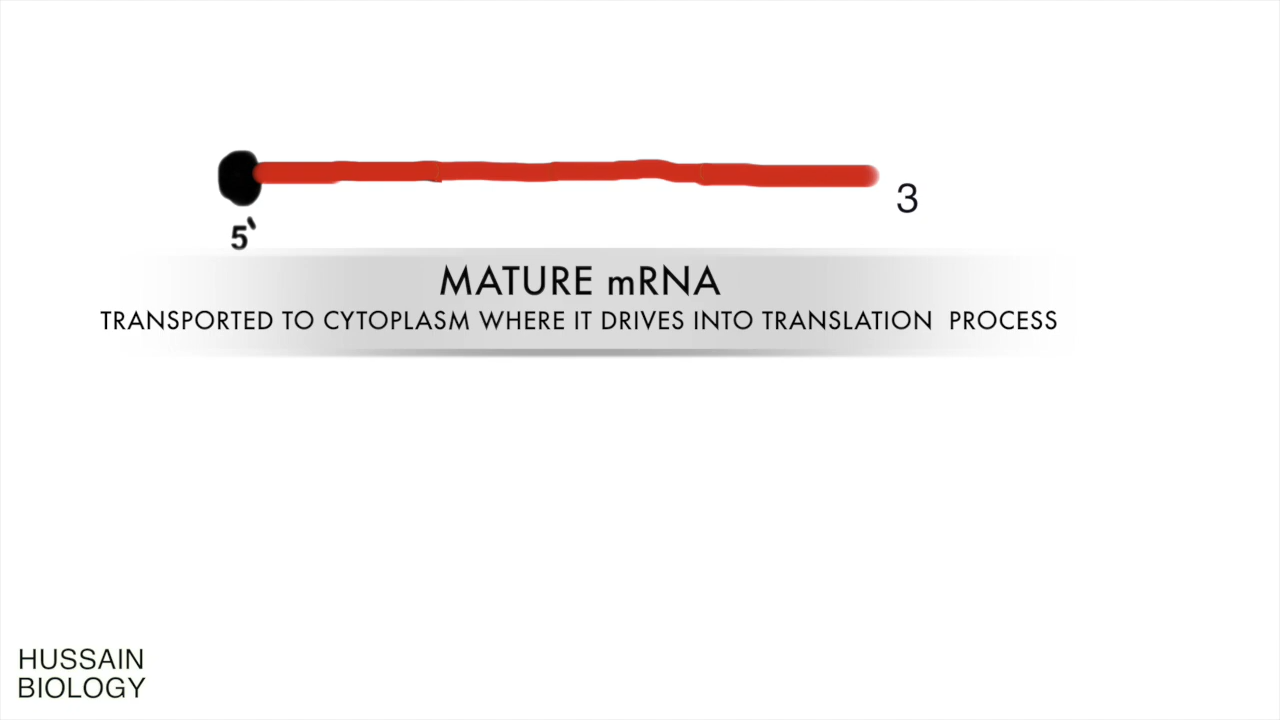 3
5'
MATURE mRNA
TRANSPORTED TO CYTOPLASM WHERE IT DRIVES INTO TRANSLATION PROCESS
HUSSAIN
BIOLOGY